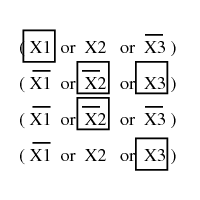 ( X1 or X2 or X̅3̅ )
( X̅1̅ or X̅2̅ or X3 )
( X̅1̅ or X̅2̅ or X̅3̅ )
( X̅1̅ or X2 or X3 )